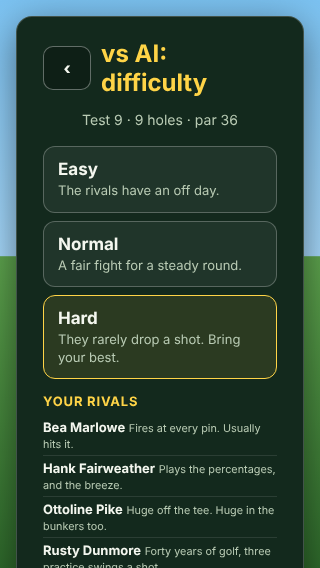 ‹
vs AI:
difficulty
Test 9 · 9 holes · par 36
Easy
The rivals have an off day.
Normal
A fair fight for a steady round.
Hard
They rarely drop a shot. Bring
your best.
YOUR RIVALS
Bea Marlowe Fires at every pin. Usually
hits it.
Hank Fairweather Plays the percentages,
and the breeze.
Ottoline Pike Huge off the tee. Huge in the
bunkers too.
Rusty Dunmore Forty years of golf, three
practice swings a shot.